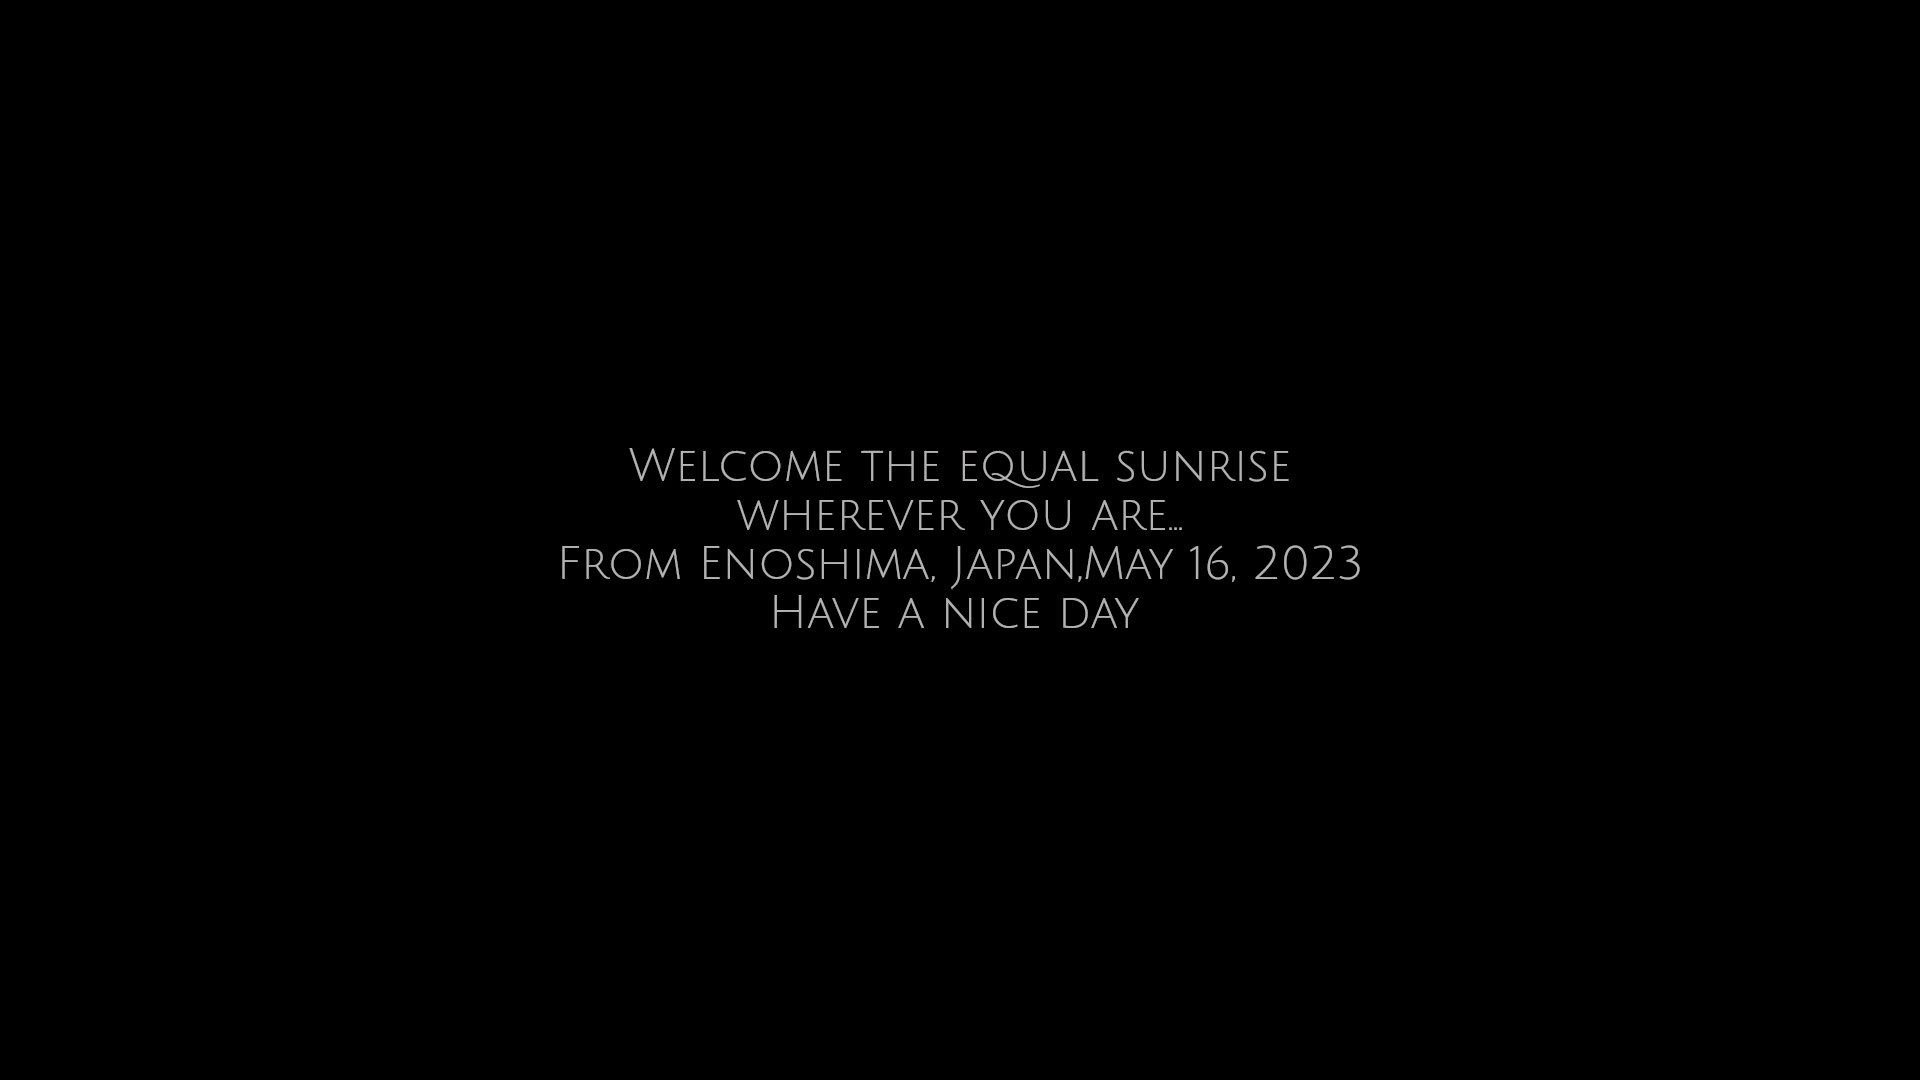 Welcome the equal sunrise
wherever you are...
From Enoshima, Japan,May 16, 2023
Have a nice day